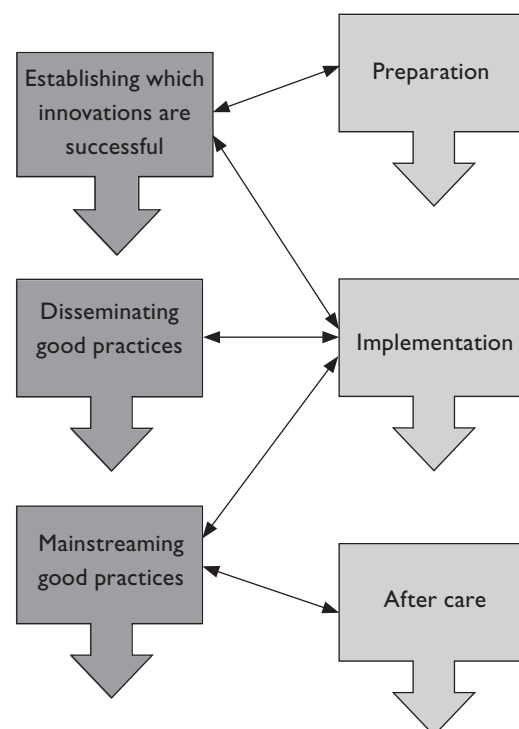 Establishing which
innovations are
successful
Preparation
Disseminating
good practices
Implementation
Mainstreaming
good practices
After care